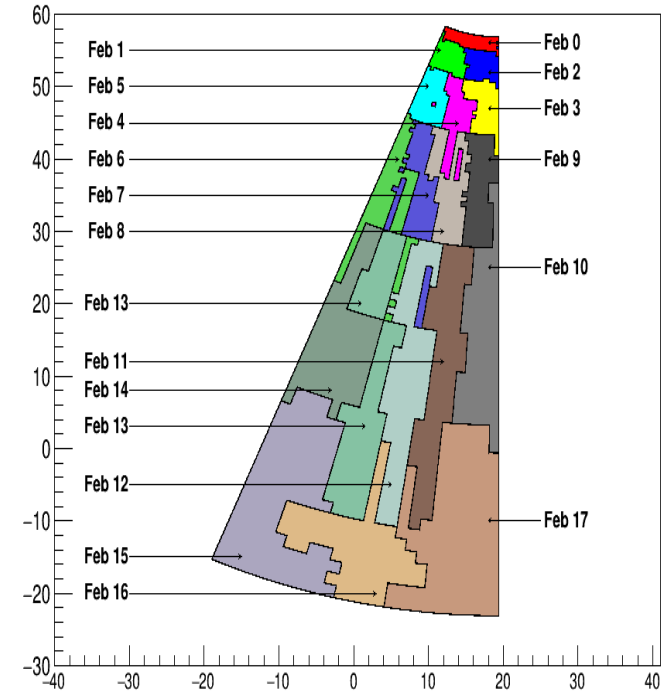 60
Feb 1
Feb 0
Feb 2
50
Feb 5
Feb 3
Feb 4
40
Feb 6
Feb 9
Feb 7
30
Feb 8
Feb 10
20
Feb 13
Feb 11
10
Feb 14
Feb 13
0
Feb 12
−10
Feb 17
Feb 15
−20
Feb 16
−30
−40 −30 −20 −10 0 10 20 30 40